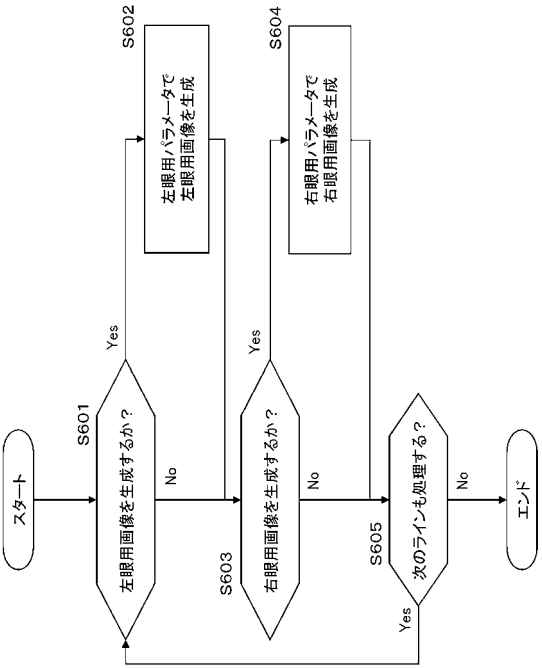 スタート
S601
左眼用画像を生成するか？
Yes
No
S602
左眼用パラメータで
左眼用画像を生成
S603
右眼用画像を生成するか？
Yes
No
S604
右眼用パラメータで
右眼用画像を生成
S605
次のラインも処理する？
Yes
No
エンド